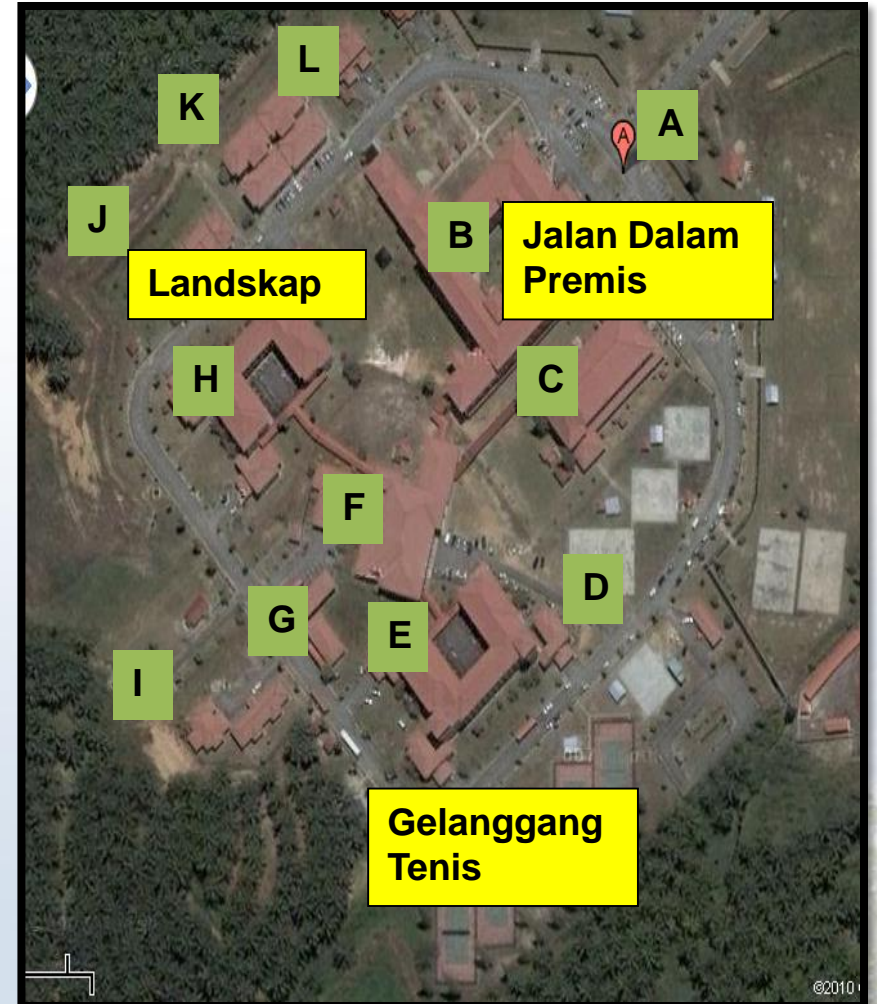 L
K
A
A
J
B
Jalan Dalam
Premis
Landskap
H
C
F
D
G
E
I
Gelanggang
Tenis
©2010